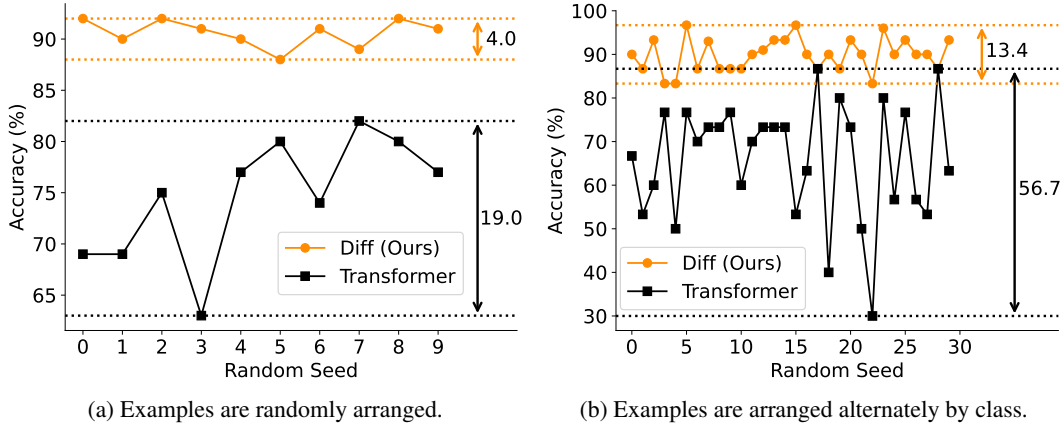 90
85
80
75
70
65
Accuracy (%)
4.0
19.0
Diff (Ours)
Transformer
0 1 2 3 4 5 6 7 8 9
Random Seed
(a) Examples are randomly arranged.
100
90
80
70
60
50
40
30
Accuracy (%)
13.4
56.7
Diff (Ours)
Transformer
0 5 10 15 20 25 30
Random Seed
(b) Examples are arranged alternately by class.